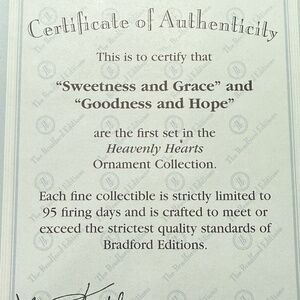 Certificate of Authenticity
This is to certify that
“Sweetness and Grace” and
“Goodness and Hope”
are the first set in the
Heavenly Hearts
Ornament Collection.
Each fine collectible is strictly limited to
95 firing days and is crafted to meet or
exceed the strictest quality standards of
Bradford Editions.